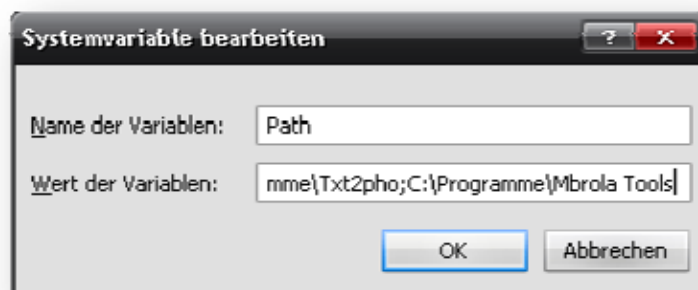 Systemvariable bearbeiten
Name der Variablen: Path
Wert der Variablen: mme\Txt2pho;C:\Programme\Mbrola Tools
OK Abbrechen